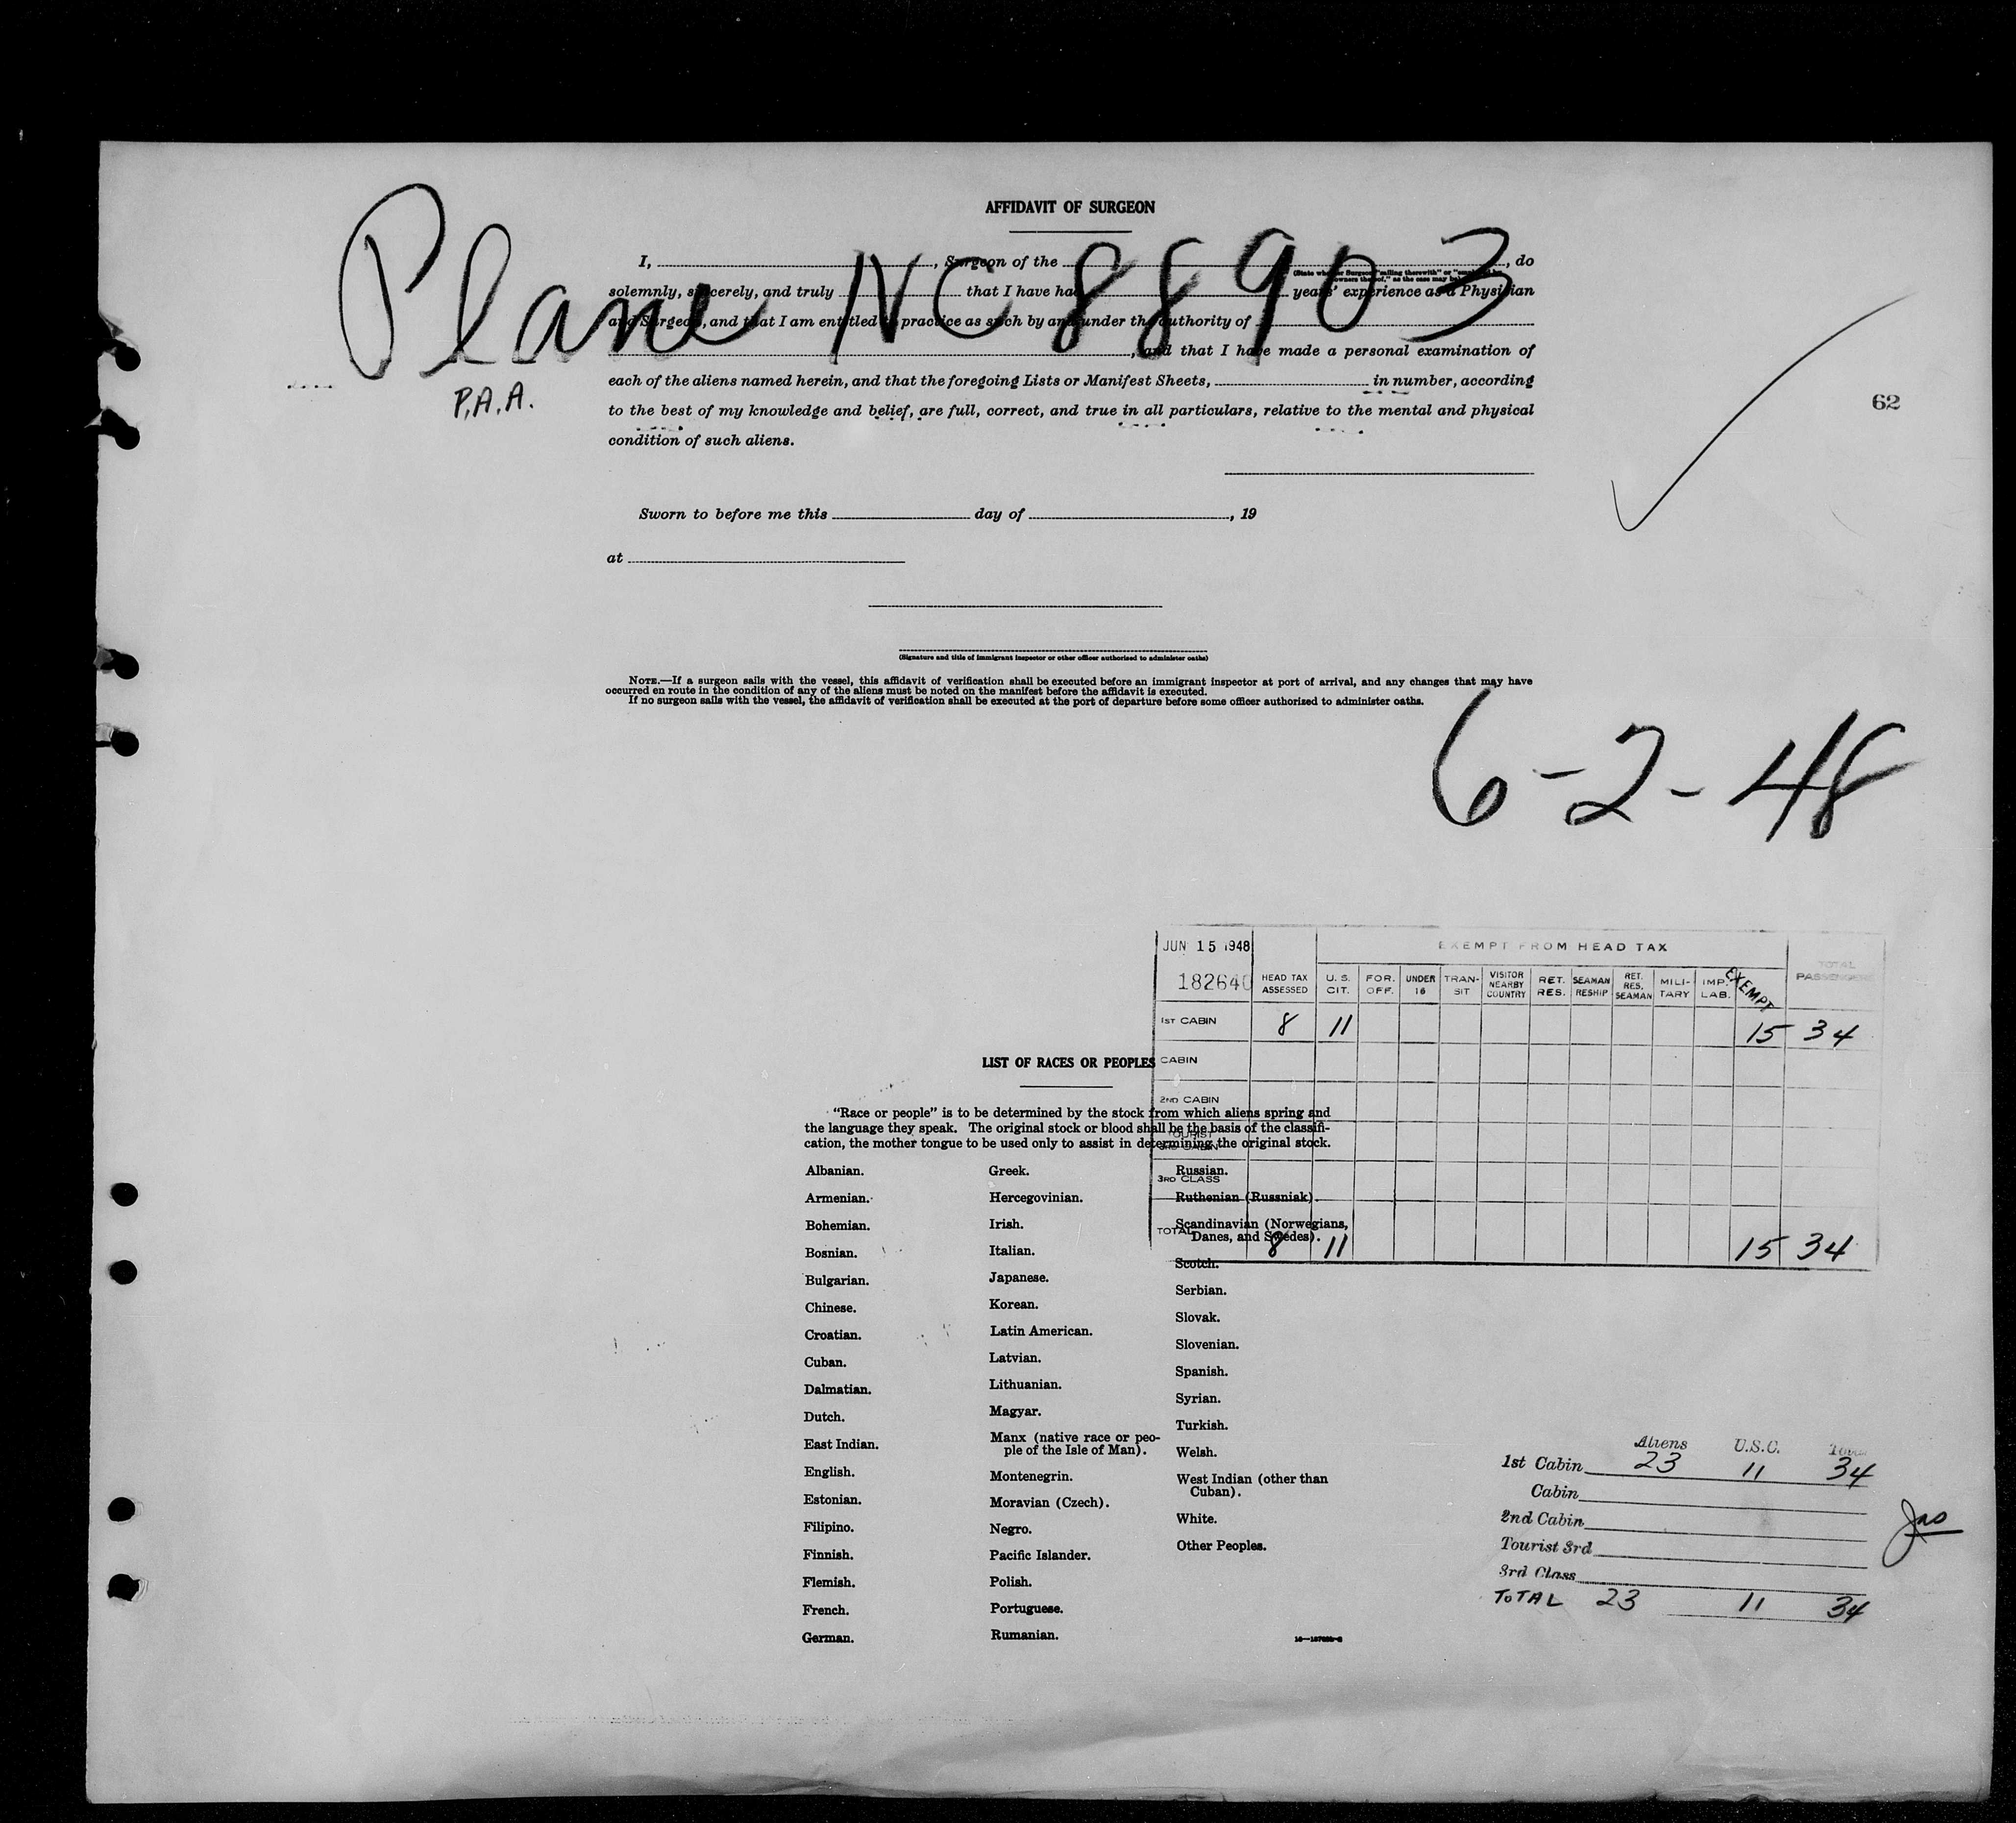 AFFIDAVIT OF SURGEON
Plane NC 88903
P.A.A.
I, , Surgeon of the , do
solemnly, sincerely, and truly that I have had years' experience as a Physician
and Surgeon, and that I am entitled to practice as such by and under the authority of
, and that I have made a personal examination of
each of the aliens named herein, and that the foregoing Lists or Manifest Sheets, in number, according
to the best of my knowledge and belief, are full, correct, and true in all particulars, relative to the mental and physical
condition of such aliens.
62
Sworn to before me this day of , 19
at
(Signature and title of immigrant inspector or other officer authorized to administer oaths)
NOTE.—If a surgeon sails with the vessel, this affidavit of verification shall be executed before an immigrant inspector at port of arrival, and any changes that may have
occurred en route in the condition of any of the aliens must be noted on the manifest before the affidavit is executed.
If no surgeon sails with the vessel, the affidavit of verification shall be executed at the port of departure before some officer authorized to administer oaths.
6-2-48
JUN 15 1948
182640
EXEMPT FROM HEAD TAX
HEAD TAX ASSESSED U.S. CIT. FOR. OFF. UNDER 16 TRAN-SIT VISITOR NEARBY COUNTRY RET. RES. SEAMAN RESHIP RET. RES. SEAMAN MILI-TARY IMP. LAB. EXEMPT TOTAL PASSENGERS
1ST CABIN 8 11 15 34
CABIN
2ND CABIN
TOURIST
3RD CABIN
3RD CLASS
TOTAL 8 11 15 34
LIST OF RACES OR PEOPLES
"Race or people" is to be determined by the stock from which aliens spring and
the language they speak. The original stock or blood shall be the basis of the classifi-
cation, the mother tongue to be used only to assist in determining the original stock.
Albanian.
Armenian.
Bohemian.
Bosnian.
Bulgarian.
Chinese.
Croatian.
Cuban.
Dalmatian.
Dutch.
East Indian.
English.
Estonian.
Filipino.
Finnish.
Flemish.
French.
German.
Greek.
Hercegovinian.
Irish.
Italian.
Japanese.
Korean.
Latin American.
Latvian.
Lithuanian.
Magyar.
Manx (native race or peo-
ple of the Isle of Man).
Montenegrin.
Moravian (Czech).
Negro.
Pacific Islander.
Polish.
Portuguese.
Rumanian.
Russian.
Ruthenian (Russniak).
Scandinavian (Norwegians,
Danes, and Swedes).
Scotch.
Serbian.
Slovak.
Slovenian.
Spanish.
Syrian.
Turkish.
Welsh.
West Indian (other than
Cuban).
White.
Other Peoples.
Aliens U.S.C. Total
1st Cabin 23 11 34
Cabin
2nd Cabin
Tourist 3rd
3rd Class
TOTAL 23 11 34